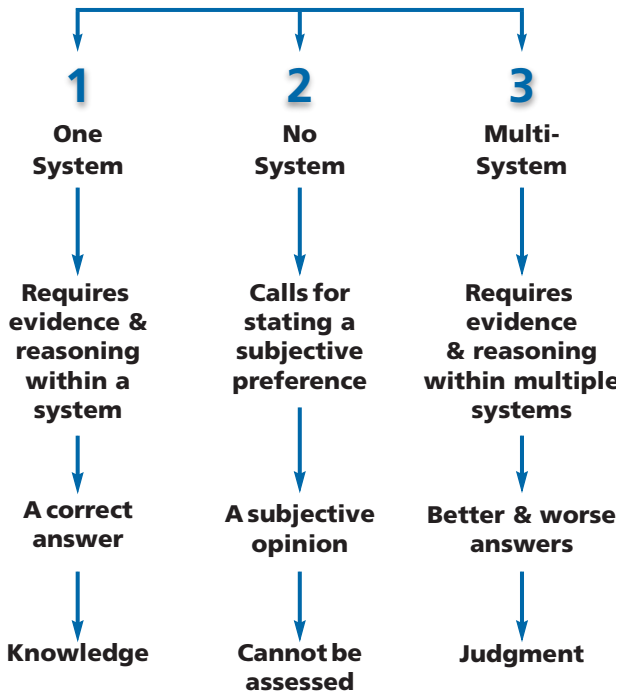 1
One
System
Requires
evidence &
reasoning
within a
system
A correct
answer
Knowledge
2
No
System
Calls for
stating a
subjective
preference
A subjective
opinion
Cannot be
assessed
3
Multi-
System
Requires
evidence
& reasoning
within multiple
systems
Better & worse
answers
Judgment